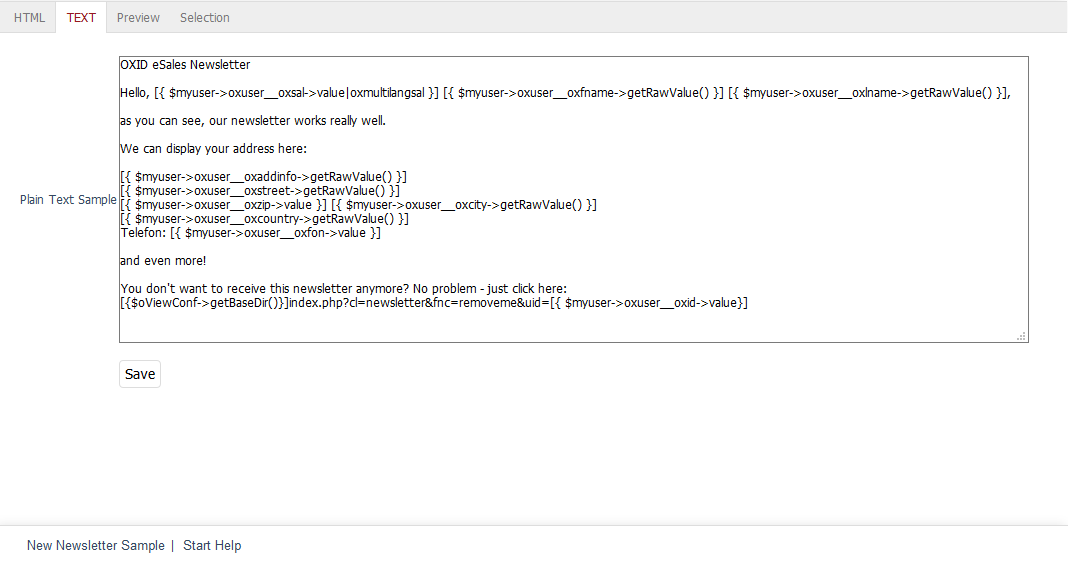 HTML TEXT Preview Selection
OXID eSales Newsletter
Hello, [{ $myuser->oxuser__oxsal->value|oxmultilangsal }] [{ $myuser->oxuser__oxfname->getRawValue() }] [{ $myuser->oxuser__oxlname->getRawValue() }],
as you can see, our newsletter works really well.
We can display your address here:
[{ $myuser->oxuser__oxaddinfo->getRawValue() }]
[{ $myuser->oxuser__oxstreet->getRawValue() }]
Plain Text Sample
[{ $myuser->oxuser__oxzip->value }] [{ $myuser->oxuser__oxcity->getRawValue() }]
[{ $myuser->oxuser__oxcountry->getRawValue() }]
Telefon: [{ $myuser->oxuser__oxfon->value }]
and even more!
You don't want to receive this newsletter anymore? No problem - just click here:
[{$oViewConf->getBaseDir()}]index.php?cl=newsletter&fnc=removeme&uid=[{ $myuser->oxuser__oxid->value}]
Save
New Newsletter Sample | Start Help